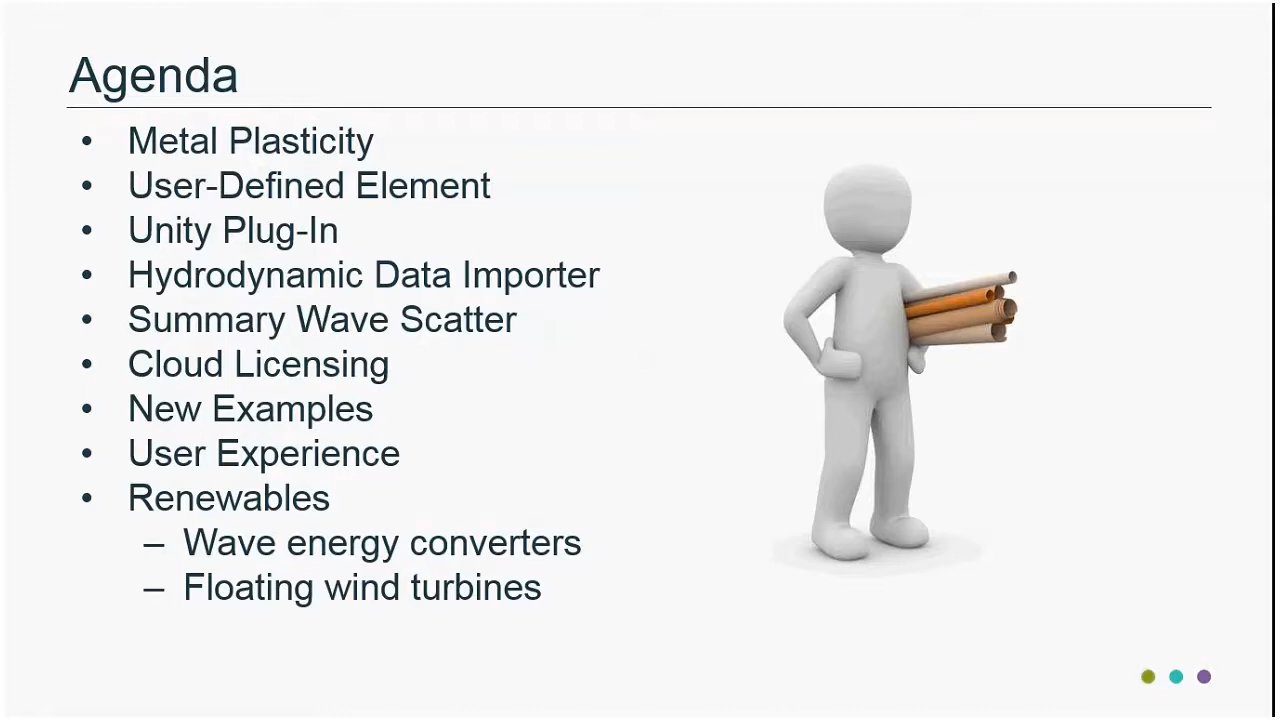 Agenda
• Metal Plasticity
• User-Defined Element
• Unity Plug-In
• Hydrodynamic Data Importer
• Summary Wave Scatter
• Cloud Licensing
• New Examples
• User Experience
• Renewables
– Wave energy converters
– Floating wind turbines